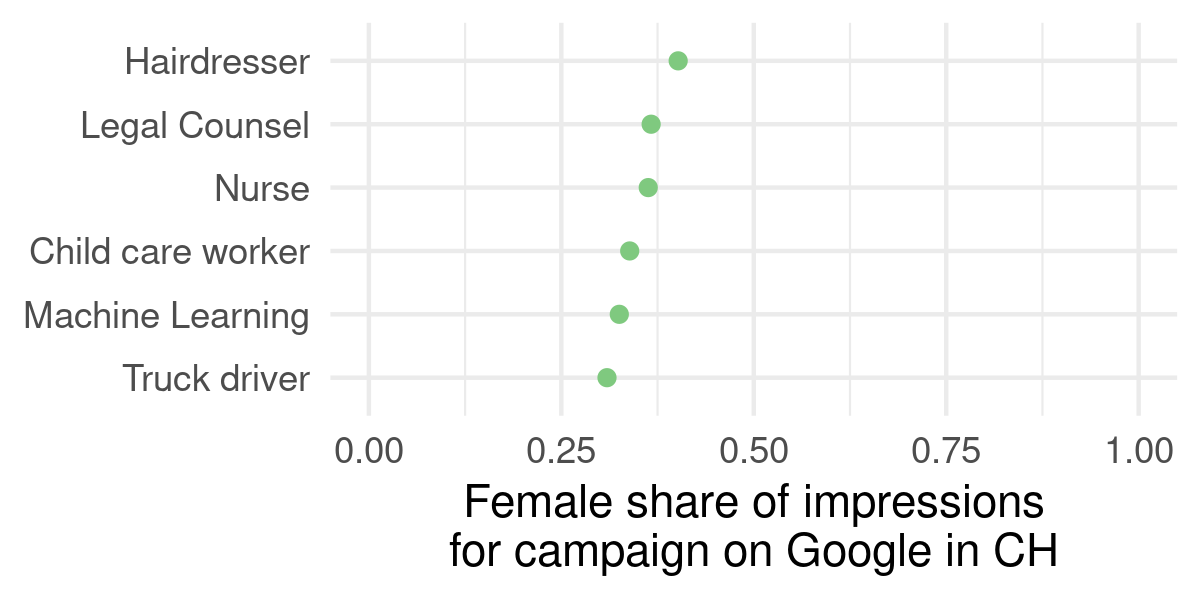 Hairdresser
Legal Counsel
Nurse
Child care worker
Machine Learning
Truck driver
0.00 0.25 0.50 0.75 1.00
Female share of impressions
for campaign on Google in CH